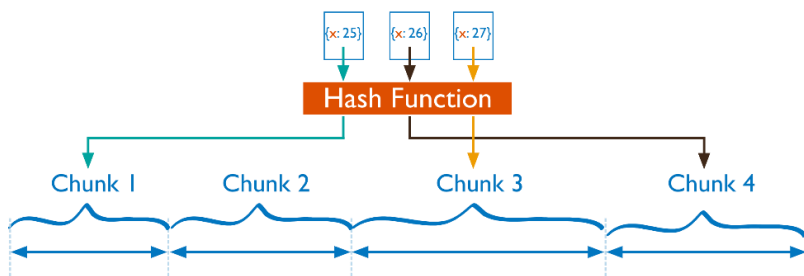 {x: 25} {x: 26} {x: 27}
Hash Function
Chunk 1 Chunk 2 Chunk 3 Chunk 4